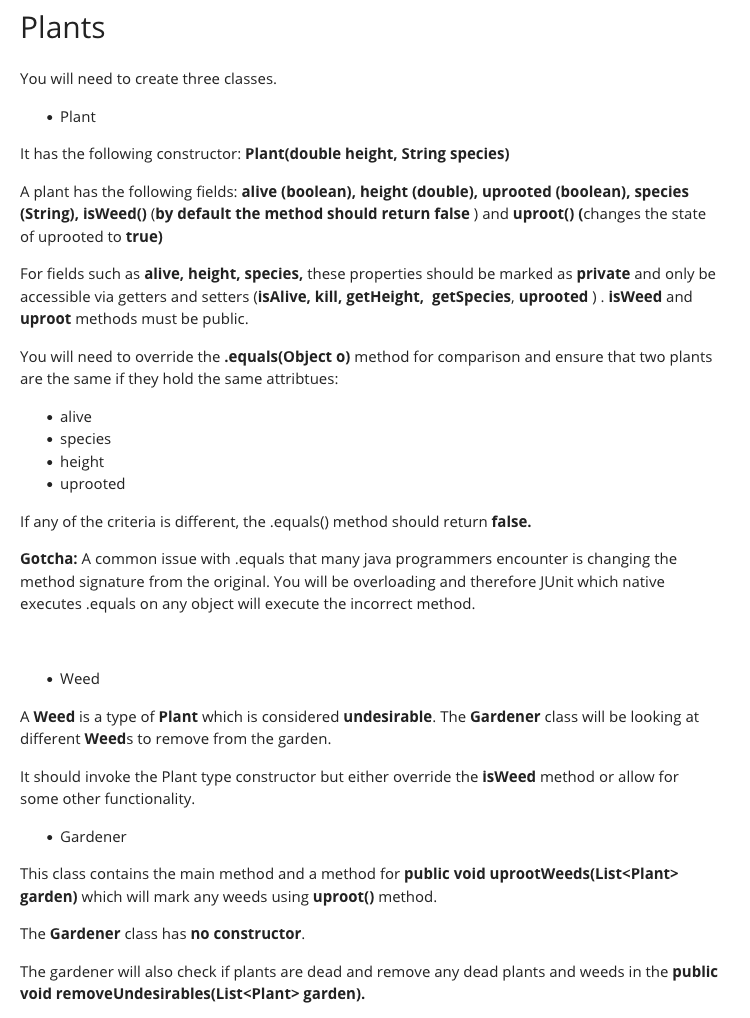 Plants
You will need to create three classes.
• Plant
It has the following constructor: Plant(double height, String species)
A plant has the following fields: alive (boolean), height (double), uprooted (boolean), species
(String), isWeed() (by default the method should return false ) and uproot() (changes the state
of uprooted to true)
For fields such as alive, height, species, these properties should be marked as private and only be
accessible via getters and setters (isAlive, kill, getHeight,  getSpecies, uprooted ) . isWeed and
uproot methods must be public.
You will need to override the .equals(Object o) method for comparison and ensure that two plants
are the same if they hold the same attribtues:
• alive
• species
• height
• uprooted
If any of the criteria is different, the .equals() method should return false.
Gotcha: A common issue with .equals that many java programmers encounter is changing the
method signature from the original. You will be overloading and therefore JUnit which native
executes .equals on any object will execute the incorrect method.
• Weed
A Weed is a type of Plant which is considered undesirable. The Gardener class will be looking at
different Weeds to remove from the garden.
It should invoke the Plant type constructor but either override the isWeed method or allow for
some other functionality.
• Gardener
This class contains the main method and a method for public void uprootWeeds(List<Plant>
garden) which will mark any weeds using uproot() method.
The Gardener class has no constructor.
The gardener will also check if plants are dead and remove any dead plants and weeds in the public
void removeUndesirables(List<Plant> garden).